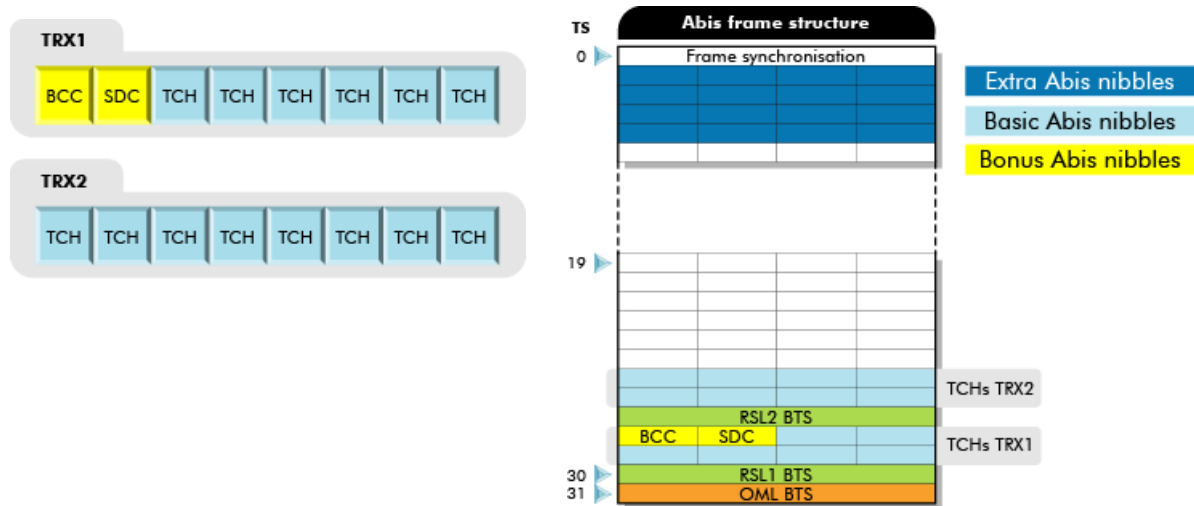 TRX1
BCC SDC TCH TCH TCH TCH TCH TCH
TRX2
TCH TCH TCH TCH TCH TCH TCH TCH
TS
Abis frame structure
0
Frame synchronisation
19
TCHs TRX2
RSL2 BTS
BCC SDC
TCHs TRX1
30
RSL1 BTS
31
OML BTS
Extra Abis nibbles
Basic Abis nibbles
Bonus Abis nibbles